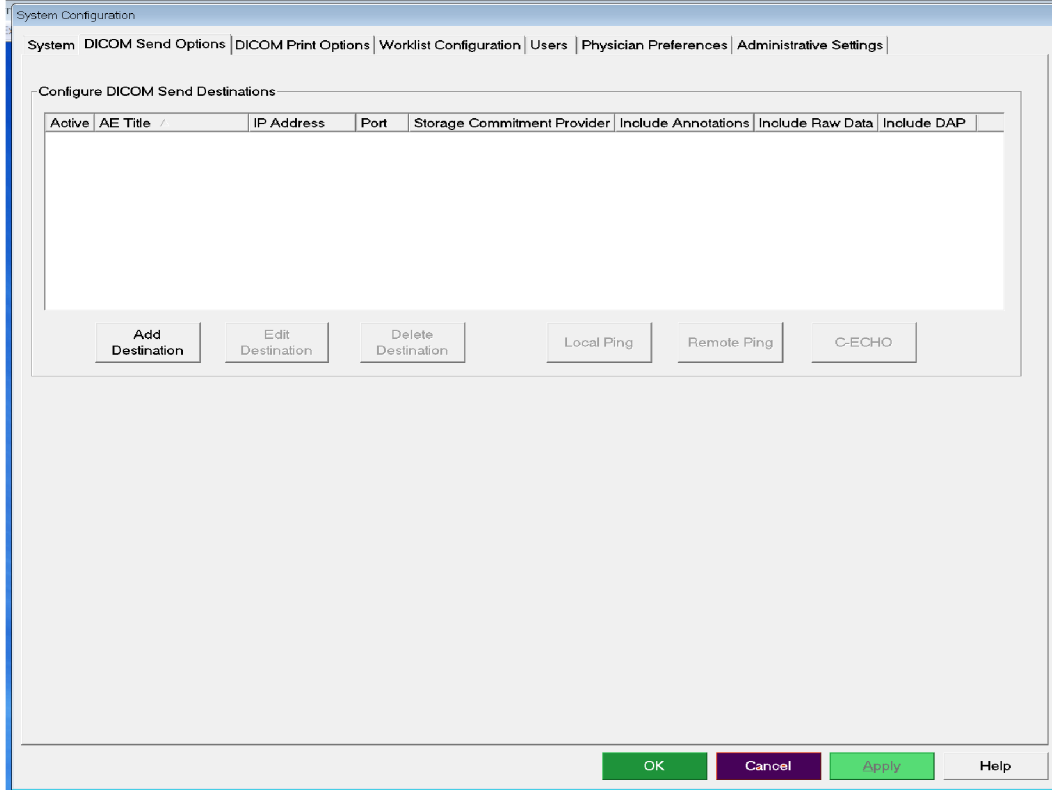 System Configuration
System DICOM Send Options DICOM Print Options Worklist Configuration Users Physician Preferences Administrative Settings
Configure DICOM Send Destinations
Active AE Title IP Address Port Storage Commitment Provider Include Annotations Include Raw Data Include DAP
Add Destination
Edit Destination
Delete Destination
Local Ping
Remote Ping
C-ECHO
OK Cancel Apply Help